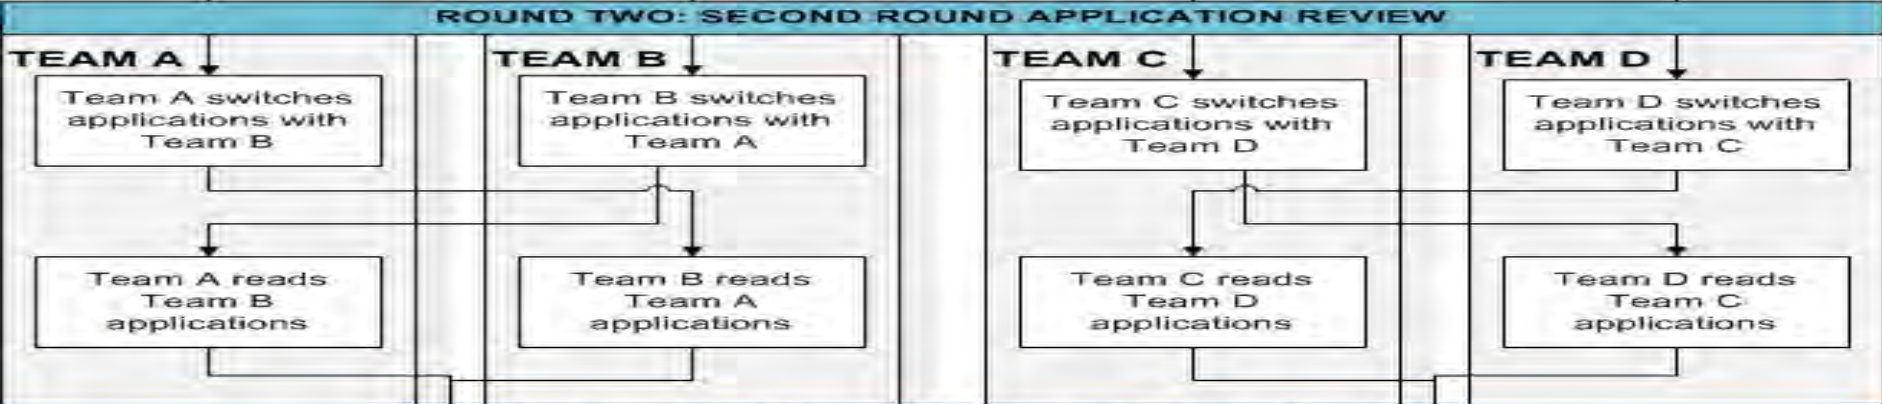 ROUND TWO: SECOND ROUND APPLICATION REVIEW
TEAM A
Team A switches
applications with
Team B
Team A reads
Team B
applications
TEAM B
Team B switches
applications with
Team A
Team B reads
Team A
applications
TEAM C
Team C switches
applications with
Team D
Team C reads
Team D
applications
TEAM D
Team D switches
applications with
Team C
Team D reads
Team C
applications